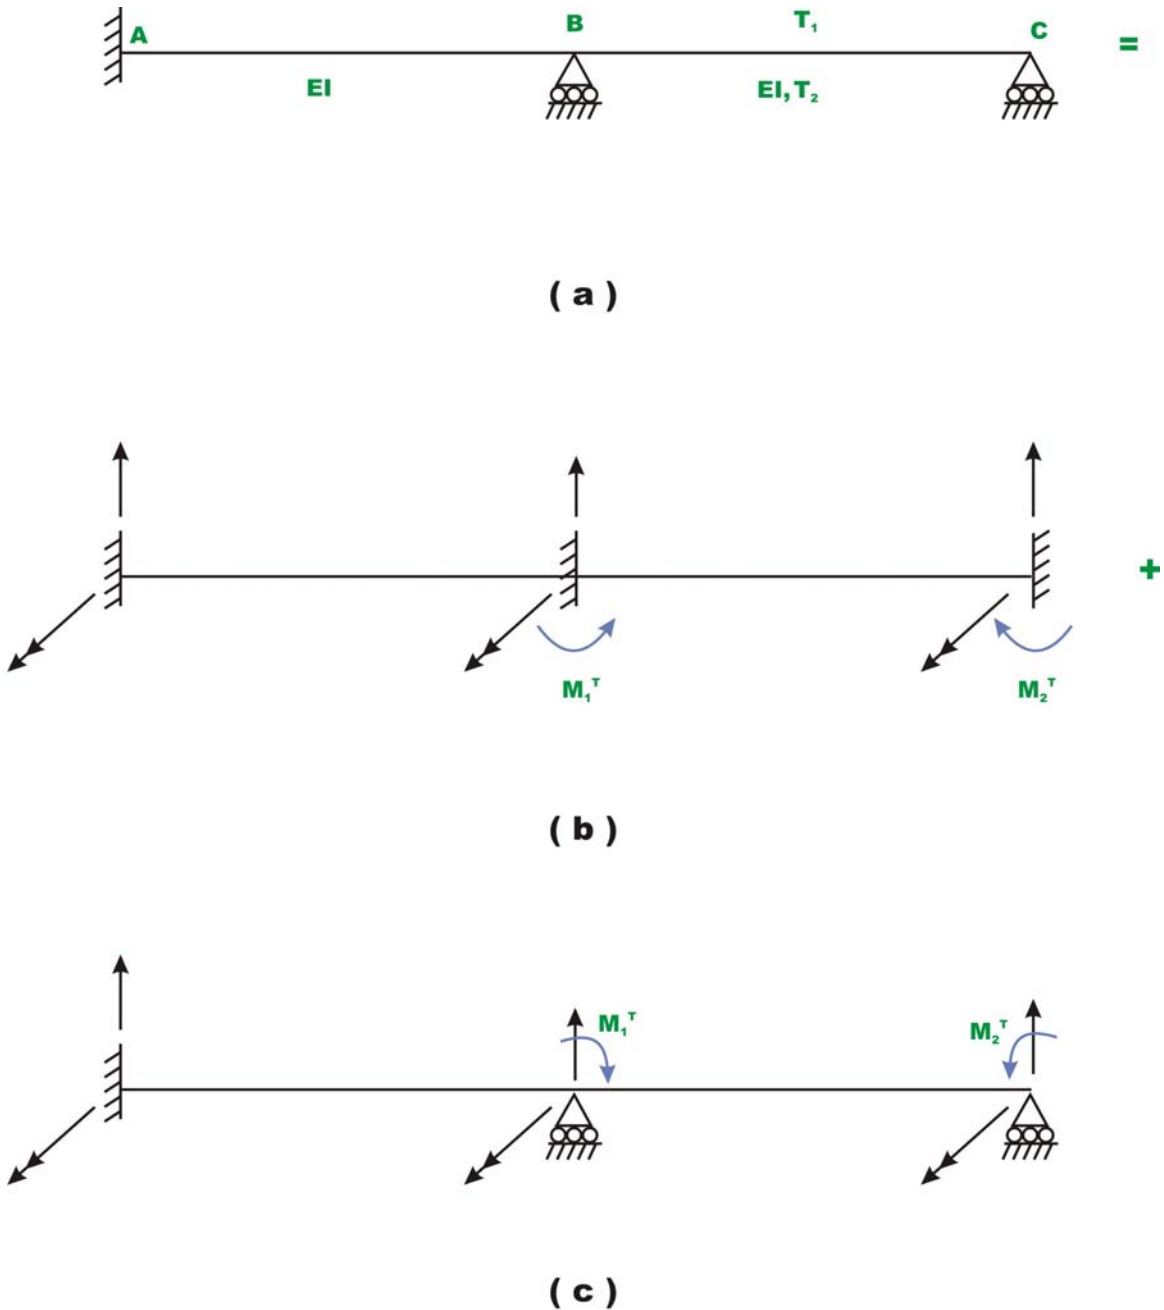 A B T₁ C =
EI EI, T₂
( a )
+
M₁ᵀ M₂ᵀ
( b )
M₁ᵀ M₂ᵀ
( c )